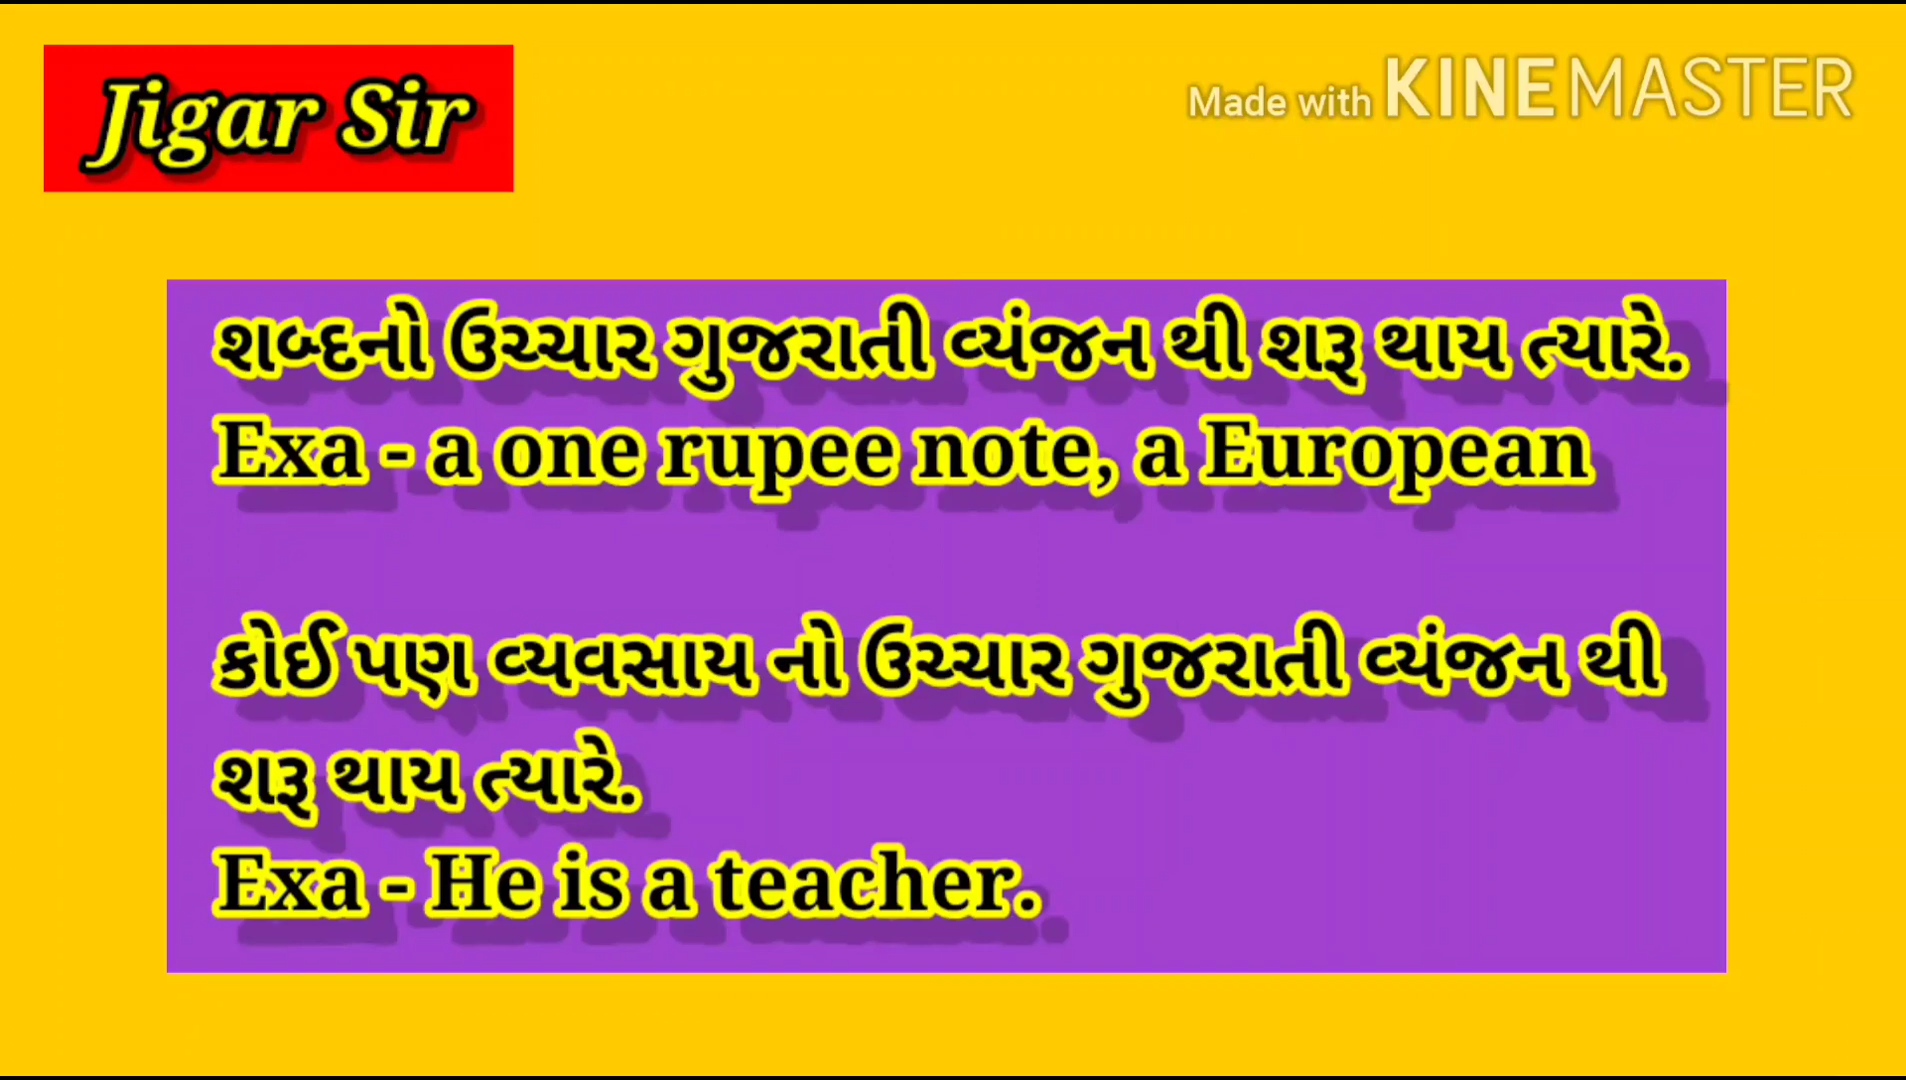 Jigar Sir
Made with KINEMASTER
શબ્દનો ઉચ્ચાર ગુજરાતી વ્યંજન થી શરૂ થાય ત્યારે.
Exa - a one rupee note, a European
કોઈ પણ વ્યવસાય નો ઉચ્ચાર ગુજરાતી વ્યંજન થી
શરૂ થાય ત્યારે.
Exa - He is a teacher.